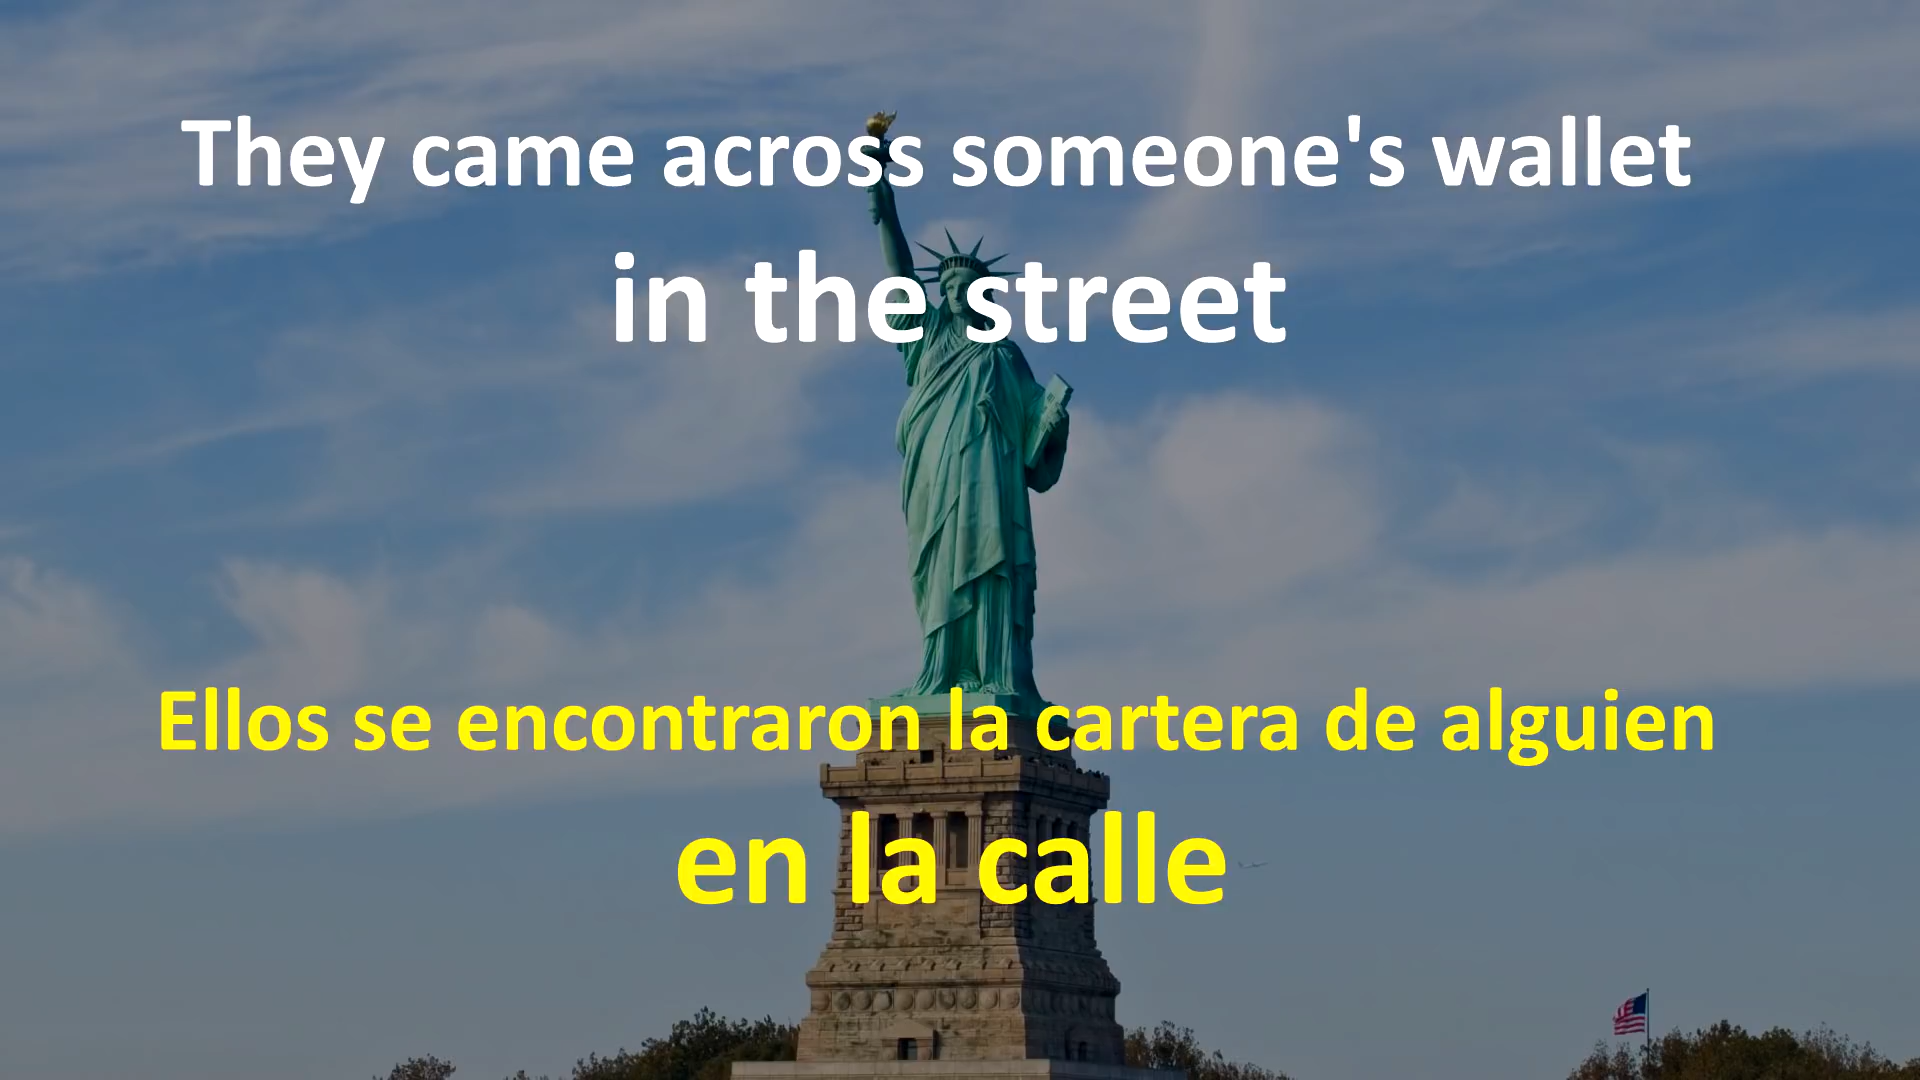 They came across someone's wallet
in the street
Ellos se encontraron la cartera de alguien
en la calle